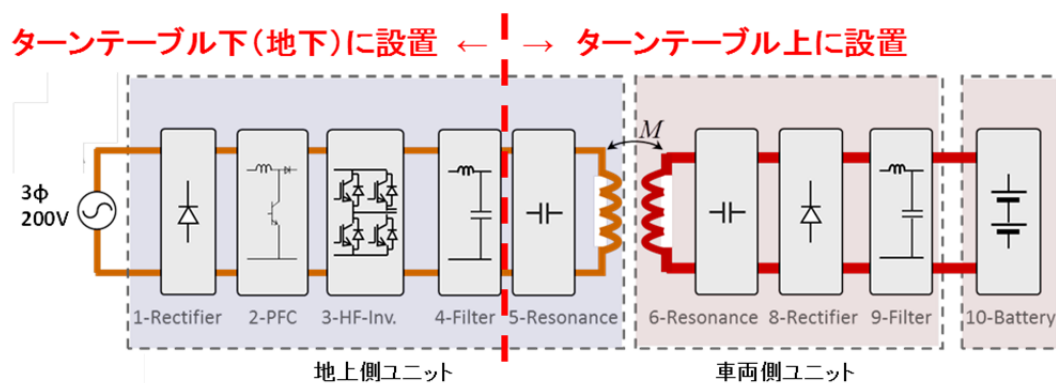 ターンテーブル下(地下)に設置 ← → ターンテーブル上に設置
M
3ф
200V
1-Rectifier 2-PFC 3-HF-Inv. 4-Filter 5-Resonance 6-Resonance 8-Rectifier 9-Filter 10-Battery
地上側ユニット 車両側ユニット